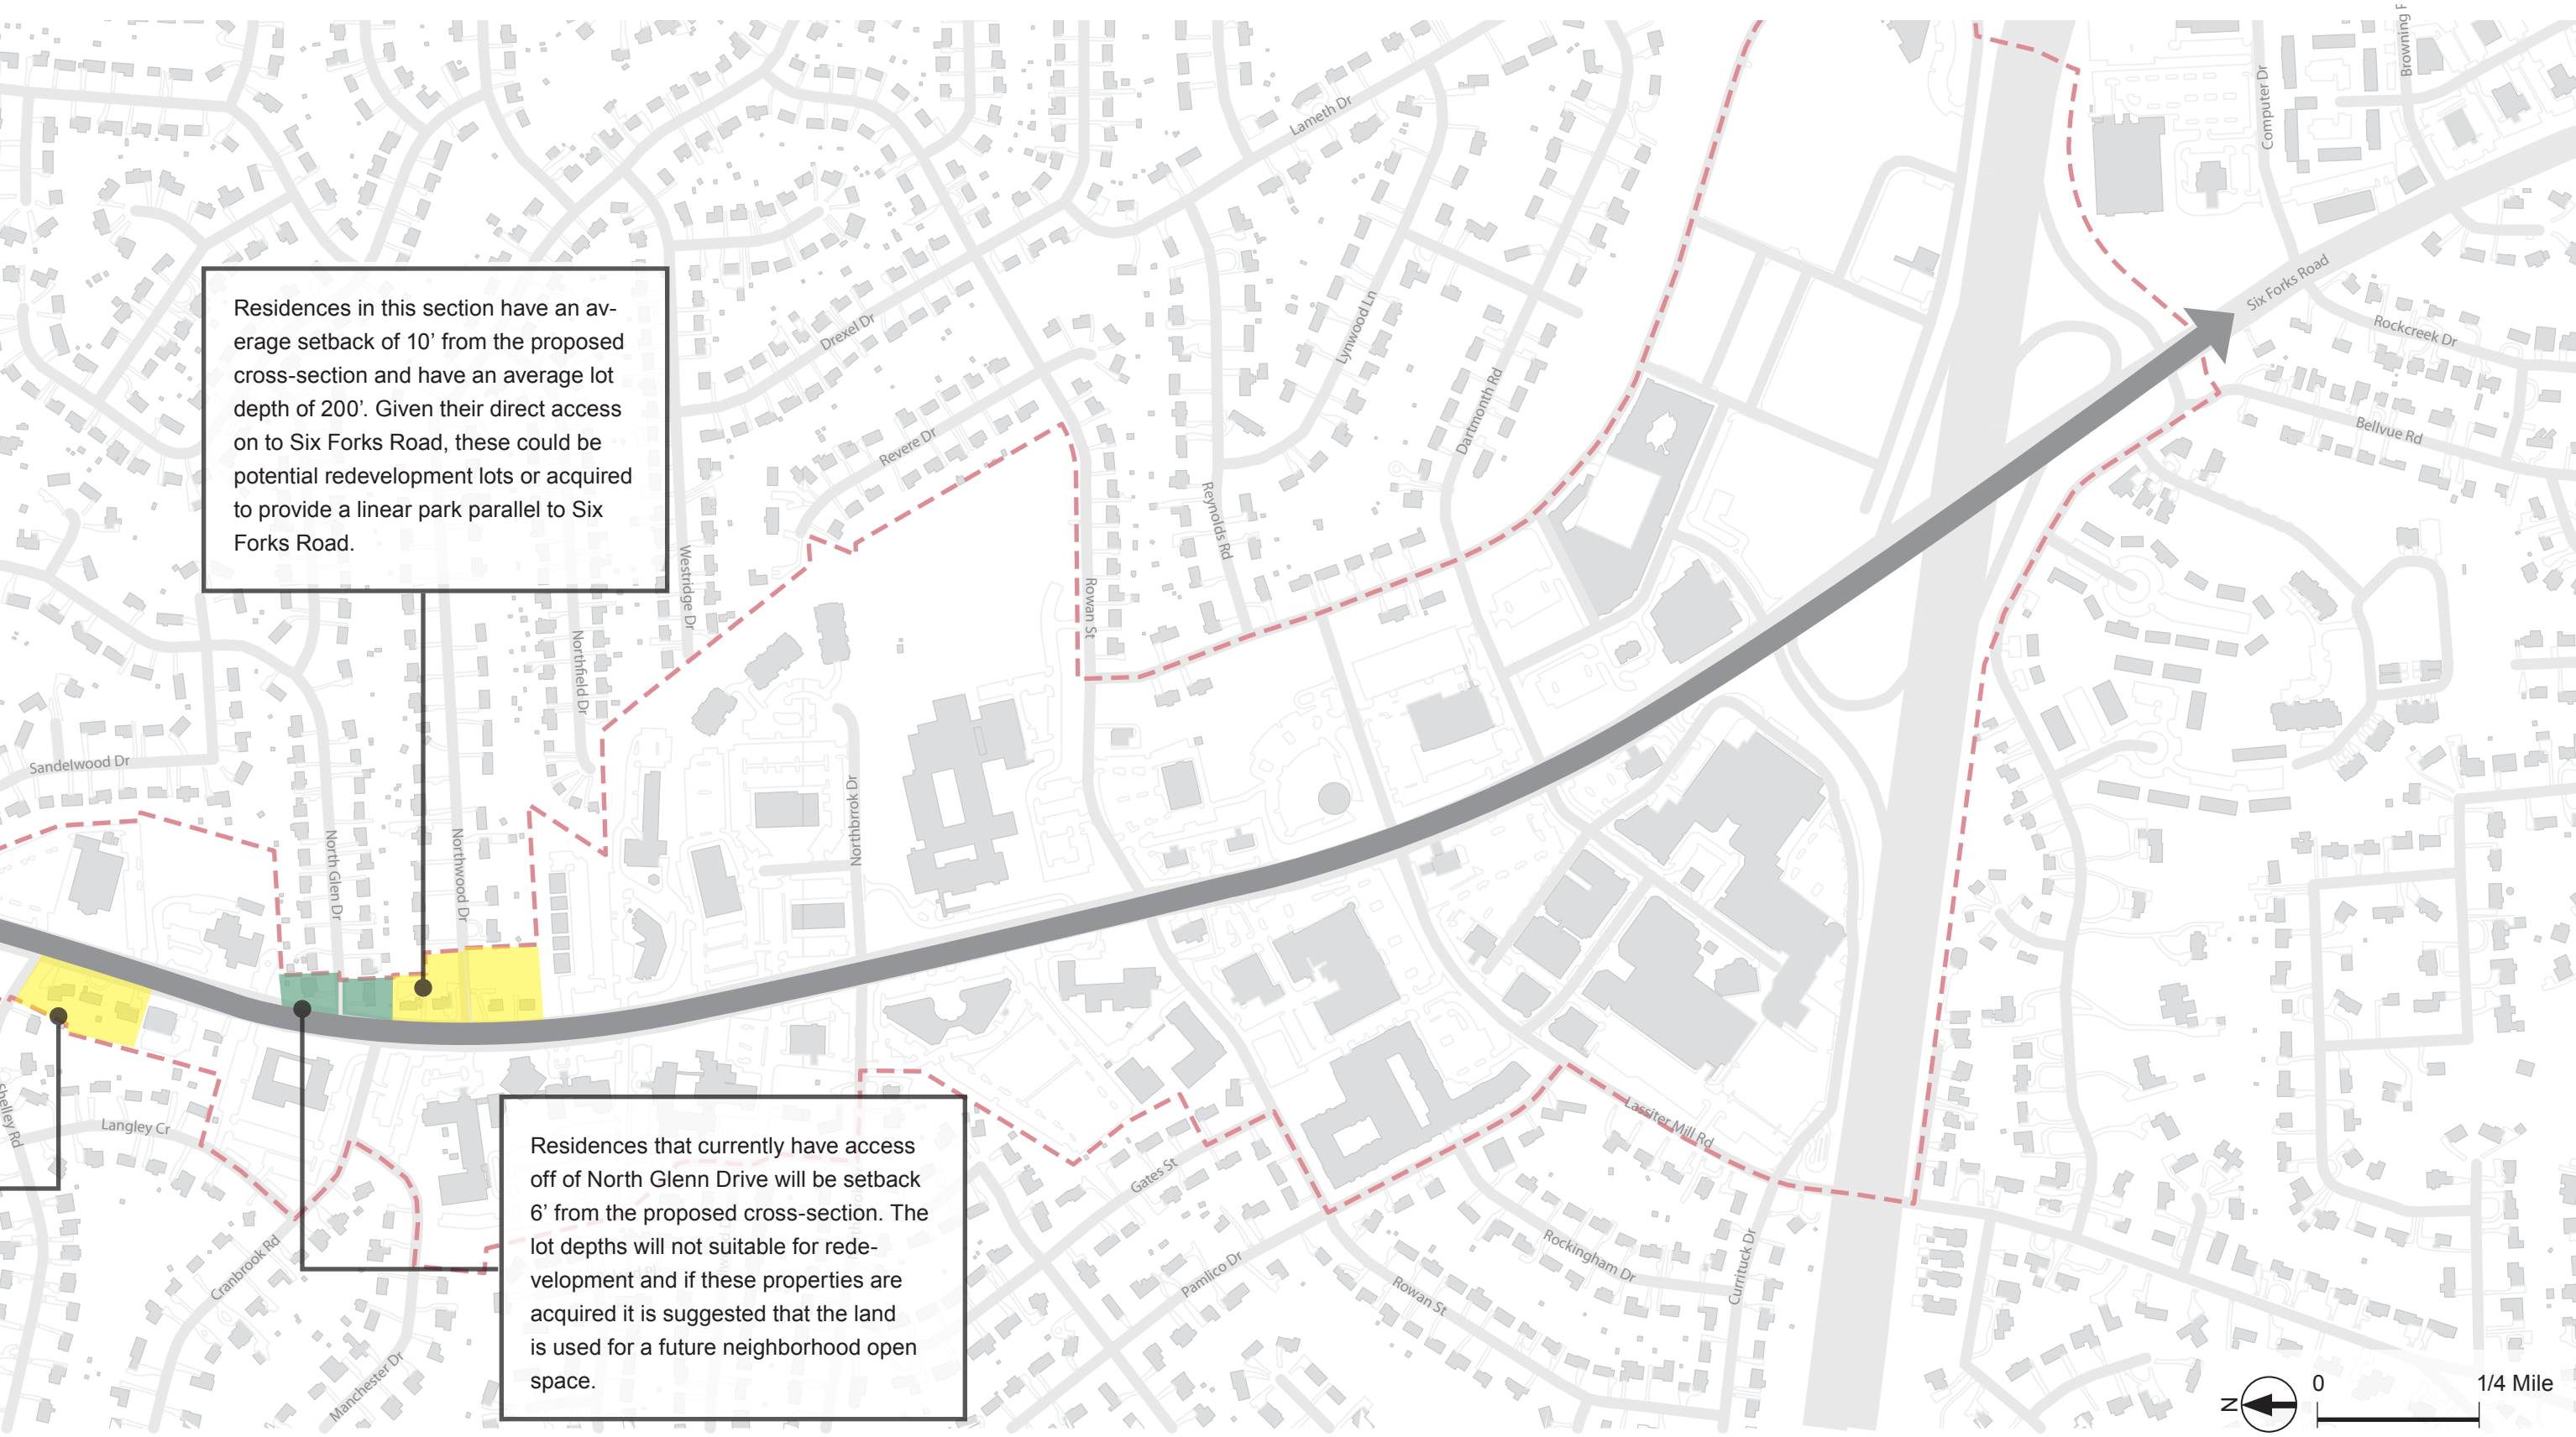 Browning P
Computer Dr
Lameth Dr
Six Forks Road
Rockcreek Dr
Bellvue Rd
Residences in this section have an av-
erage setback of 10’ from the proposed
cross-section and have an average lot
depth of 200’. Given their direct access
on to Six Forks Road, these could be
potential redevelopment lots or acquired
to provide a linear park parallel to Six
Forks Road.
Drexel Dr
Lynwood Ln
Dartmonth Rd
Revere Dr
Reynolds Rd
Westridge Dr
Rowan St
Northfield Dr
Sandelwood Dr
Northbrook Dr
North Glen Dr
Northwood Dr
Shelley Rd
Langley Cr
Lassiter Mill Rd
Gates St
Residences that currently have access
off of North Glenn Drive will be setback
6’ from the proposed cross-section. The
lot depths will not suitable for rede-
velopment and if these properties are
acquired it is suggested that the land
is used for a future neighborhood open
space.
Cranbrook Rd
Manchester Dr
Pamlico Dr
Rowan St
Rockingham Dr
Currituck Dr
N
0
1/4 Mile